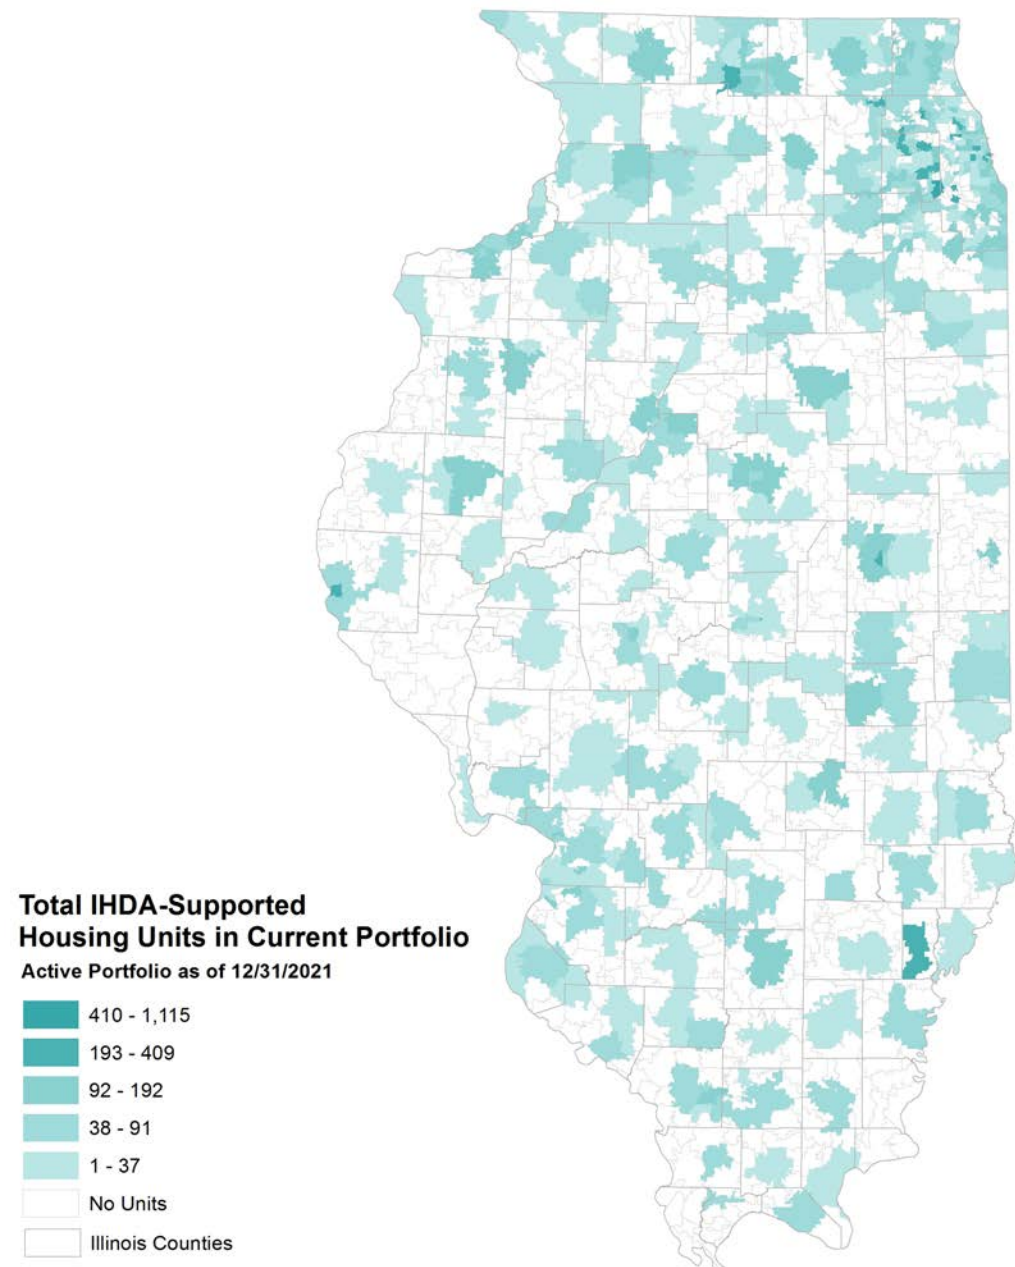 Total IHDA-Supported
Housing Units in Current Portfolio
Active Portfolio as of 12/31/2021
410 - 1,115
193 - 409
92 - 192
38 - 91
1 - 37
No Units
Illinois Counties